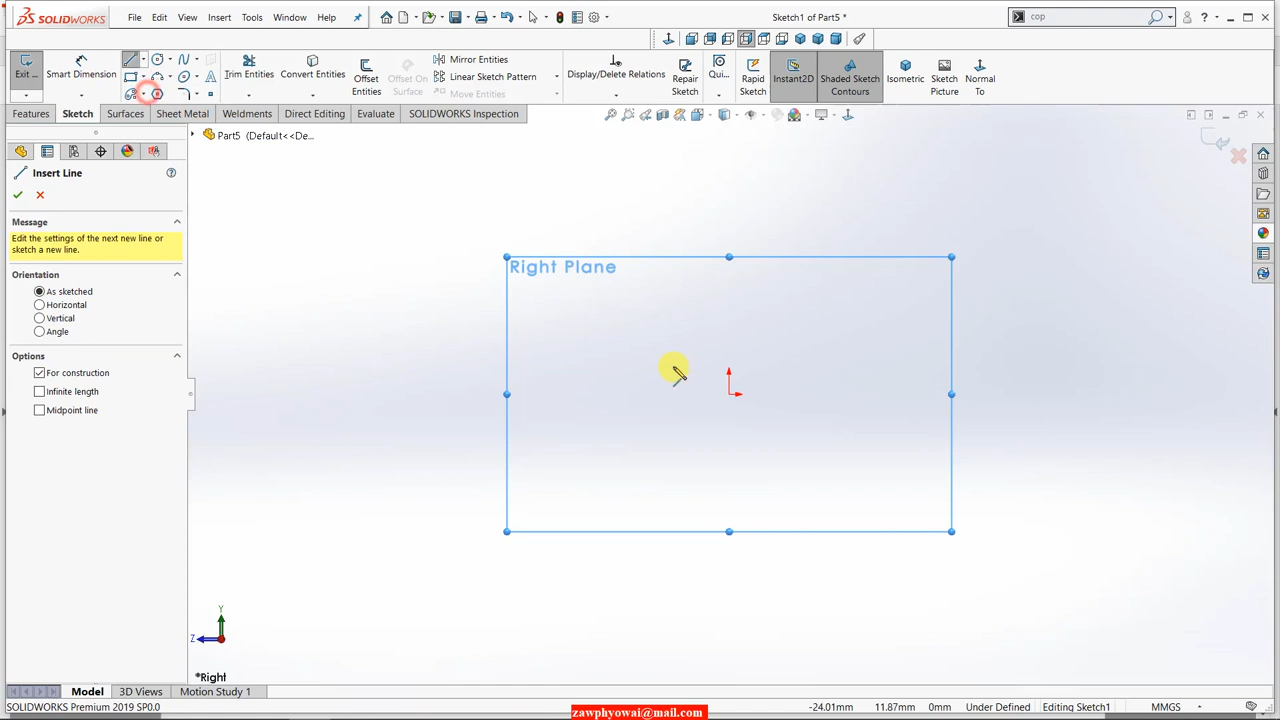 SOLIDWORKS
File Edit View Insert Tools Window Help
Sketch1 of Part5 *
cop
Exit ...
Smart Dimension
Trim Entities
Convert Entities
Offset Entities
Offset On Surface
Mirror Entities
Linear Sketch Pattern
Move Entities
Display/Delete Relations
Repair Sketch
Qui...
Rapid Sketch
Instant2D
Shaded Sketch Contours
Isometric
Sketch Picture
Normal To
Features Sketch Surfaces Sheet Metal Weldments Direct Editing Evaluate SOLIDWORKS Inspection
Part5 (Default<<De...
Insert Line
Message
Edit the settings of the next new line or
sketch a new line.
Orientation
As sketched
Horizontal
Vertical
Angle
Options
For construction
Infinite length
Midpoint line
Right Plane
Y
Z
*Right
Model 3D Views Motion Study 1
SOLIDWORKS Premium 2019 SP0.0
-24.01mm 11.87mm 0mm Under Defined Editing Sketch1 MMGS
zawphyowai@mail.com